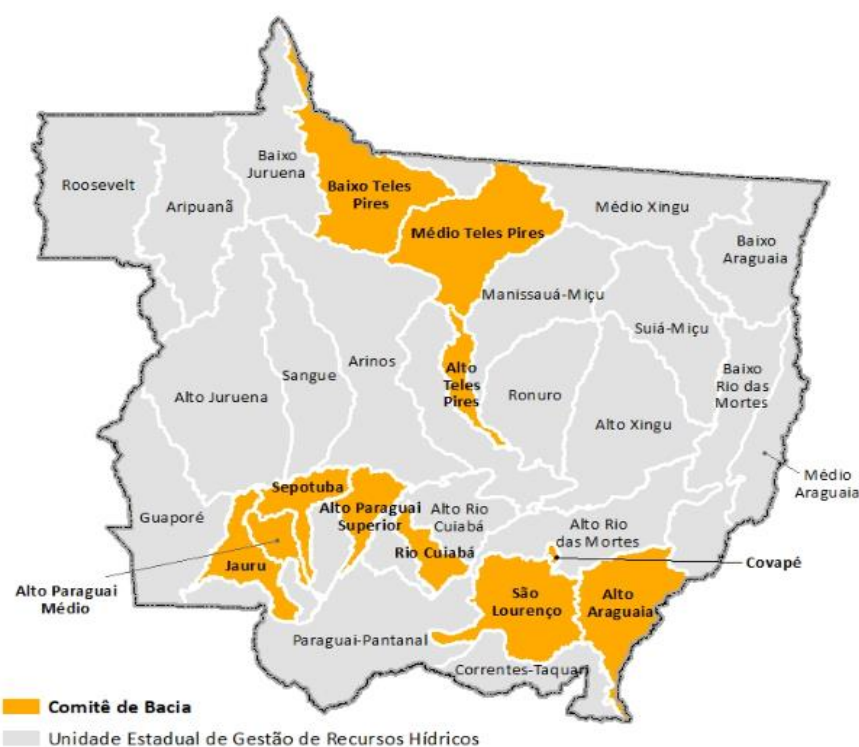 Baixo
Juruena
Roosevelt
Aripuanã
Baixo Teles
Pires
Médio Teles Pires
Médio Xingu
Baixo
Araguaia
Manissauá-Miçu
Suiá-Miçu
Arinos
Sangue
Alto Juruena
Alto
Teles
Pires
Ronuro
Baixo
Rio das
Mortes
Alto Xingu
Médio
Araguaia
Sepotuba
Guaporé
Alto Paraguai
Superior
Alto Rio
Cuiabá
Alto Rio
das Mortes
Rio Cuiabá
Covapé
Jauru
Alto Paraguai
Médio
São
Lourenço
Alto
Araguaia
Paraguai-Pantanal
Correntes-Taquari
Comitê de Bacia
Unidade Estadual de Gestão de Recursos Hídricos